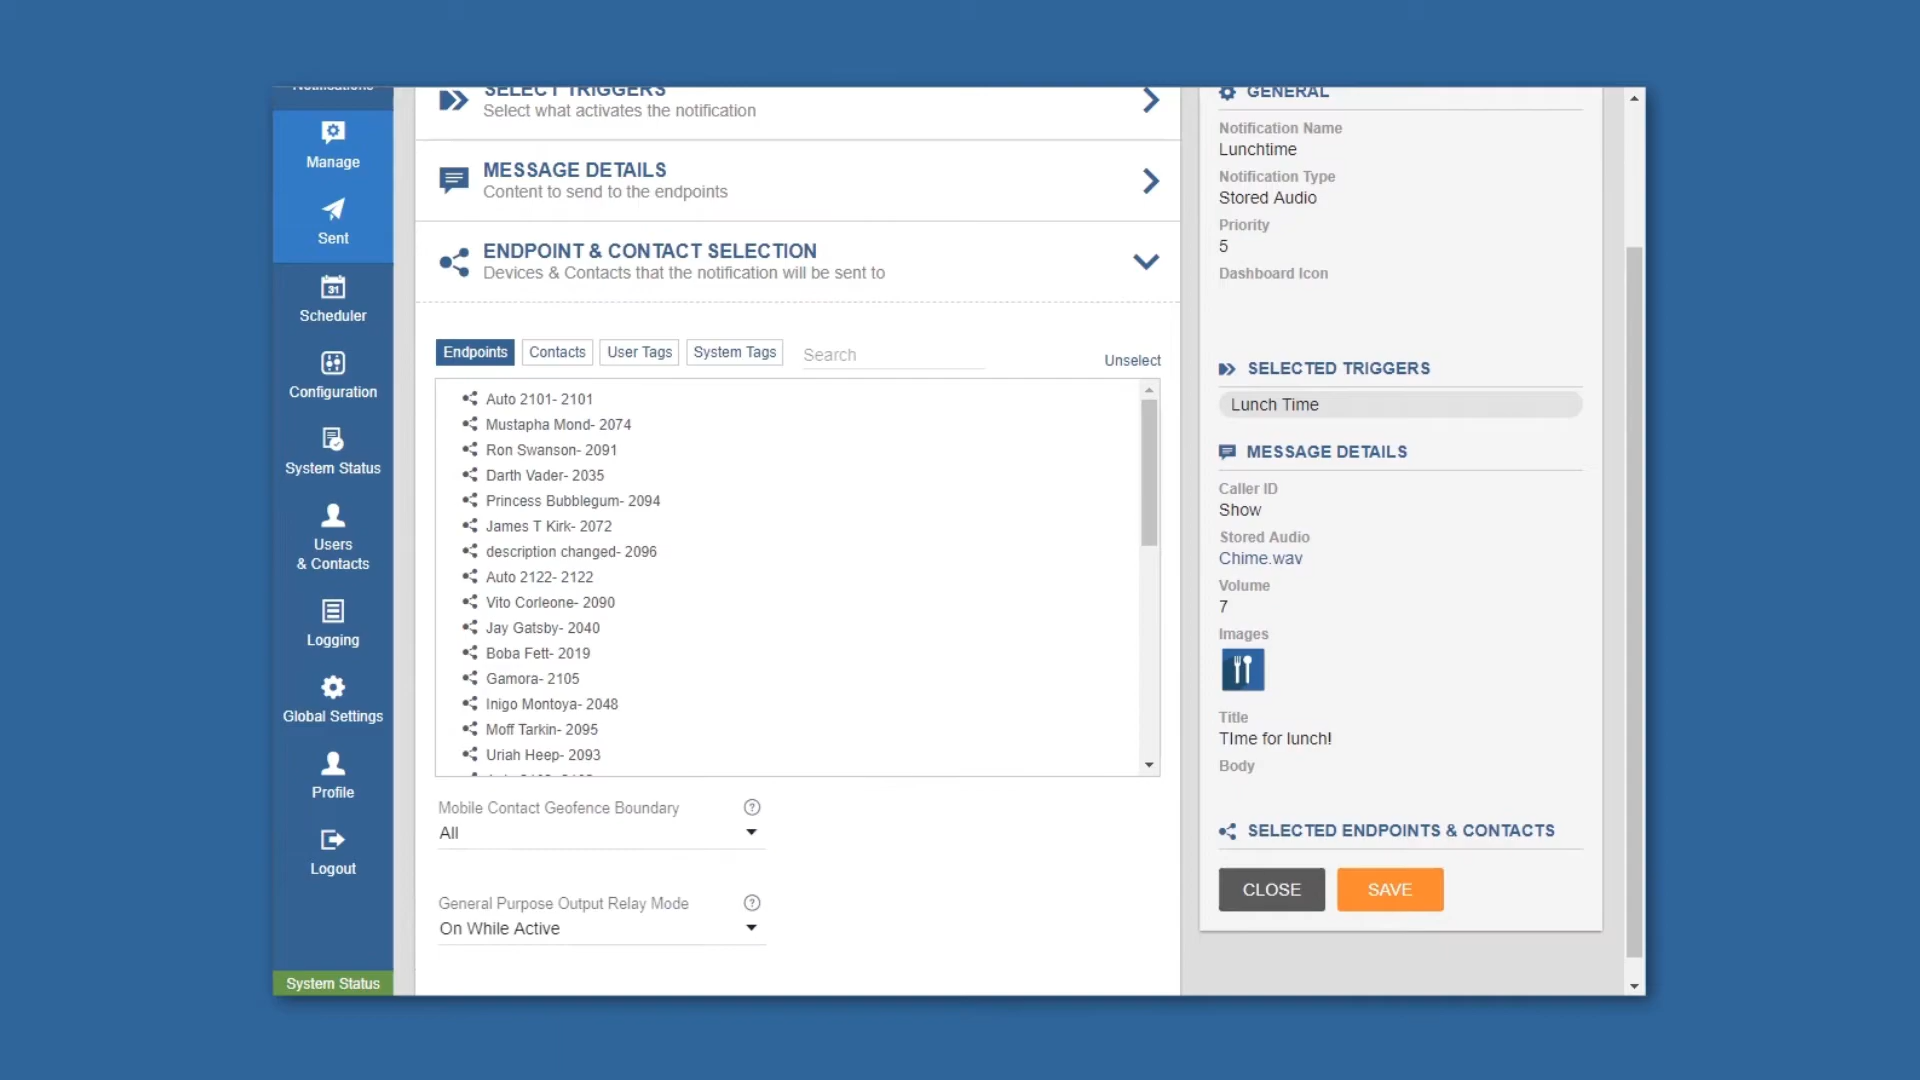 Notifications
Manage
Sent
Scheduler
31
Configuration
System Status
Users
& Contacts
Logging
Global Settings
Profile
Logout
System Status
SELECT TRIGGERS
Select what activates the notification
MESSAGE DETAILS
Content to send to the endpoints
ENDPOINT & CONTACT SELECTION
Devices & Contacts that the notification will be sent to
Endpoints Contacts User Tags System Tags Search Unselect
Auto 2101- 2101
Mustapha Mond- 2074
Ron Swanson- 2091
Darth Vader- 2035
Princess Bubblegum- 2094
James T Kirk- 2072
description changed- 2096
Auto 2122- 2122
Vito Corleone- 2090
Jay Gatsby- 2040
Boba Fett- 2019
Gamora- 2105
Inigo Montoya- 2048
Moff Tarkin- 2095
Uriah Heep- 2093
Mobile Contact Geofence Boundary ?
All
General Purpose Output Relay Mode ?
On While Active
GENERAL
Notification Name
Lunchtime
Notification Type
Stored Audio
Priority
5
Dashboard Icon
SELECTED TRIGGERS
Lunch Time
MESSAGE DETAILS
Caller ID
Show
Stored Audio
Chime.wav
Volume
7
Images
Title
TIme for lunch!
Body
SELECTED ENDPOINTS & CONTACTS
CLOSE SAVE